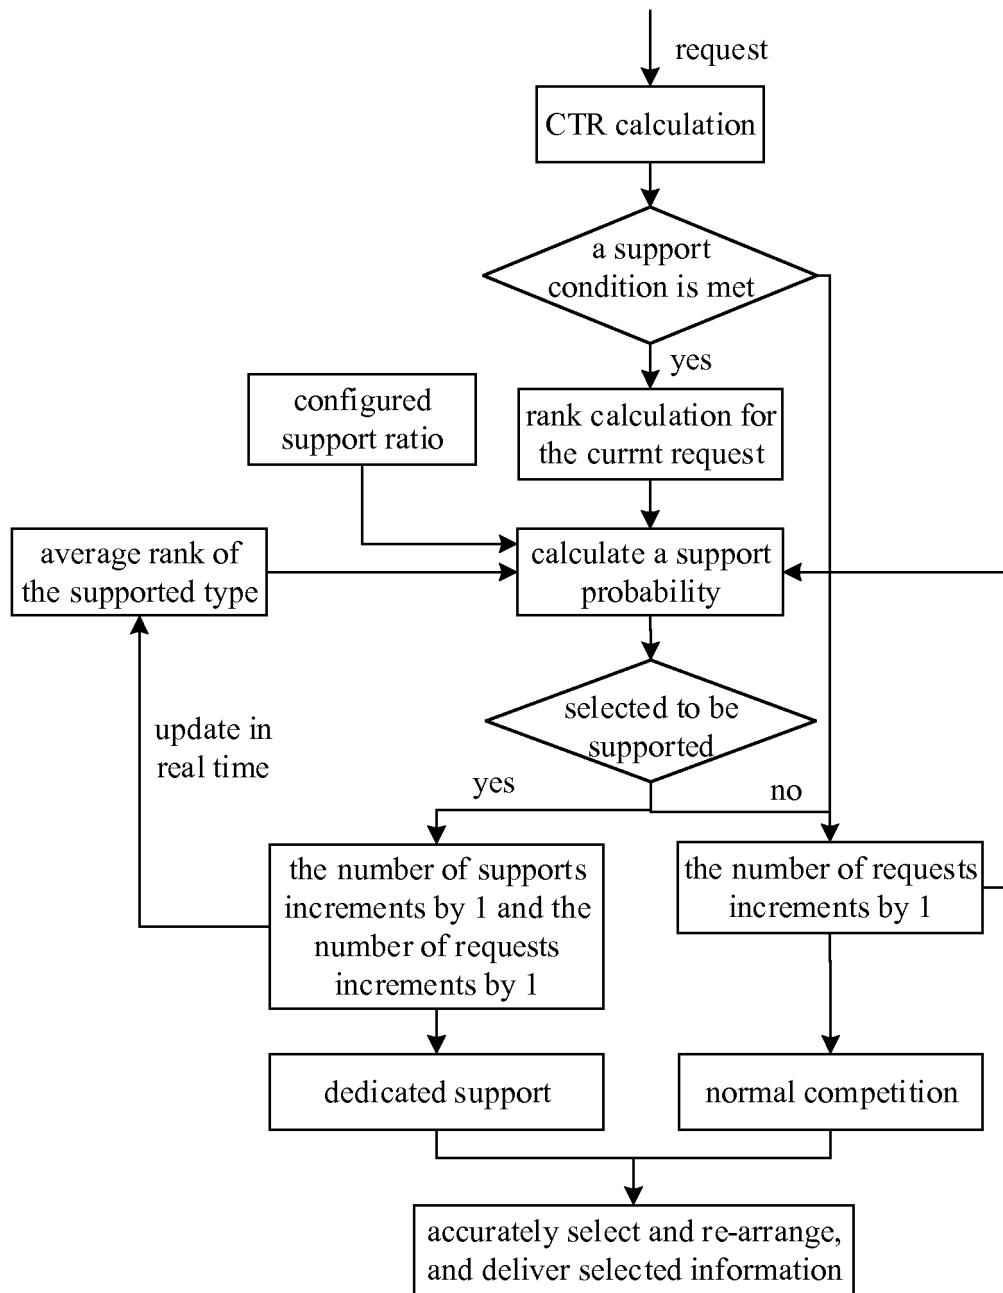 request
CTR calculation
a support
condition is met
yes
configured
support ratio
rank calculation for
the currnt request
average rank of
the supported type
calculate a support
probability
selected to be
supported
update in
real time
yes
no
the number of supports
increments by 1 and the
number of requests
increments by 1
the number of requests
increments by 1
dedicated support
normal competition
accurately select and re-arrange,
and deliver selected information